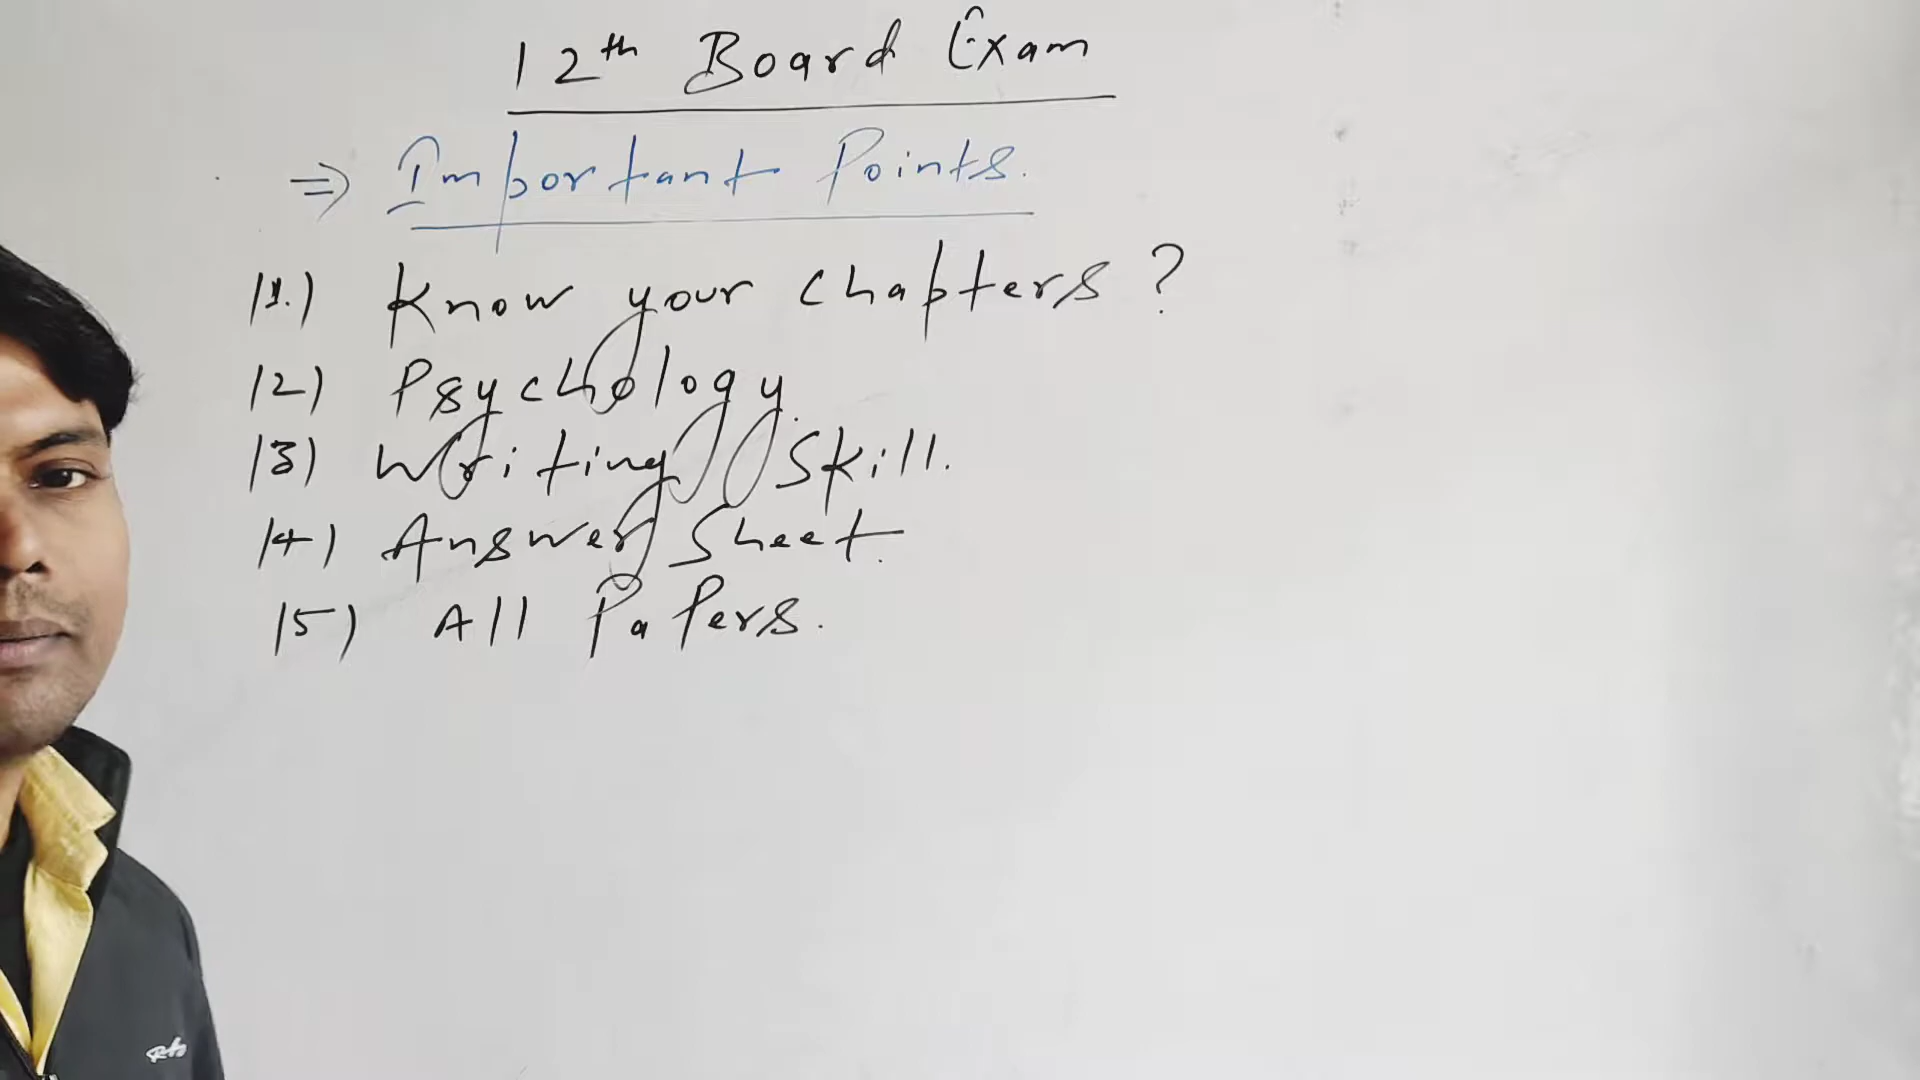 12th Board Exam
⇒ Important Points.
|1.) Know your chapters ?
|2) Psychology.
|3) Writing Skill.
|4) Answer Sheet.
|5) All Papers.